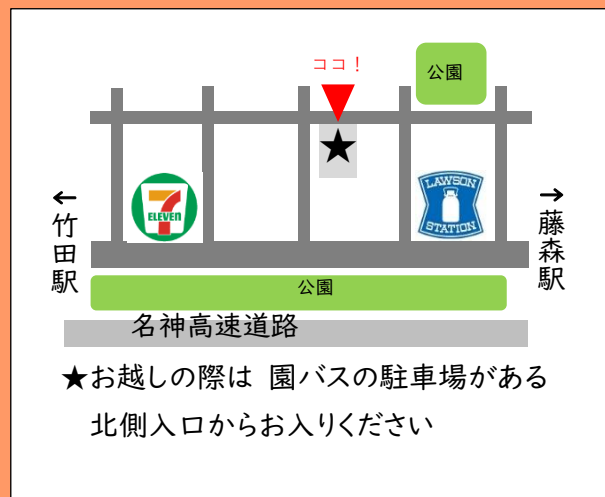 ココ！
公園
7
ELEVEN
LAWSON
STATION
←
竹田駅
→
藤森駅
公園
名神高速道路
★お越しの際は 園バスの駐車場がある
北側入口からお入りください